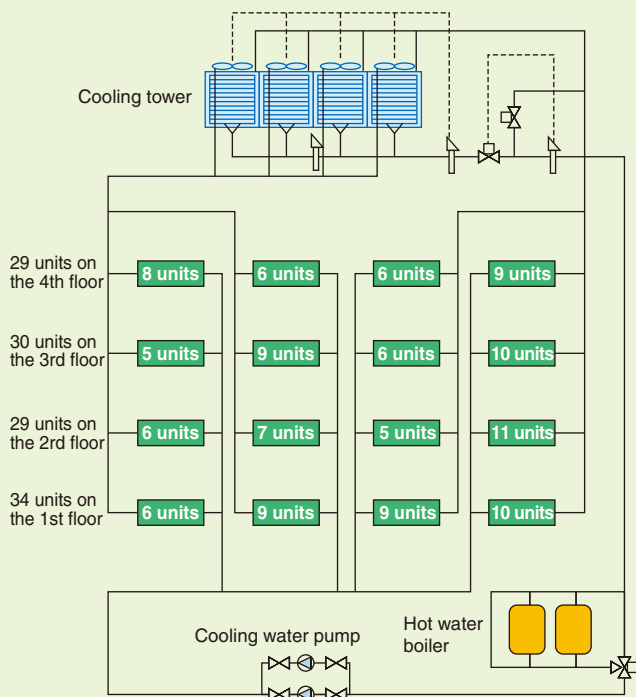 Cooling tower
29 units on
the 4th floor
8 units
6 units
6 units
9 units
30 units on
the 3rd floor
5 units
9 units
6 units
10 units
29 units on
the 2rd floor
6 units
7 units
5 units
11 units
34 units on
the 1st floor
6 units
9 units
9 units
10 units
Cooling water pump
Hot water
boiler